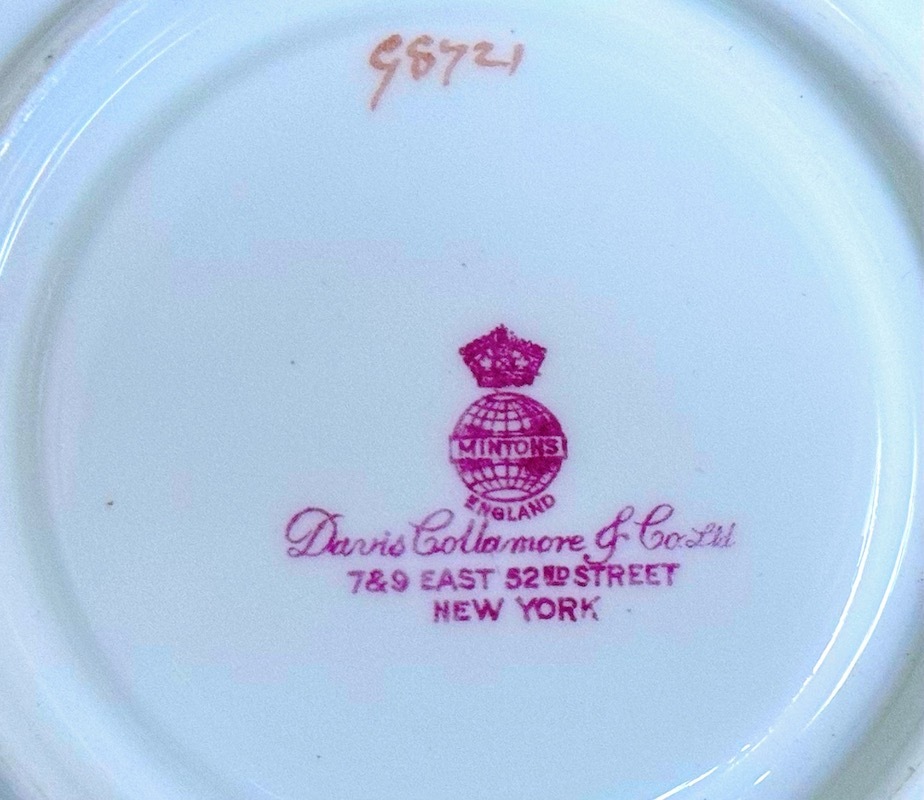 G8721
MINTONS
ENGLAND
Davis Collamore & Co. Ltd
7&9 EAST 52ND STREET
NEW YORK